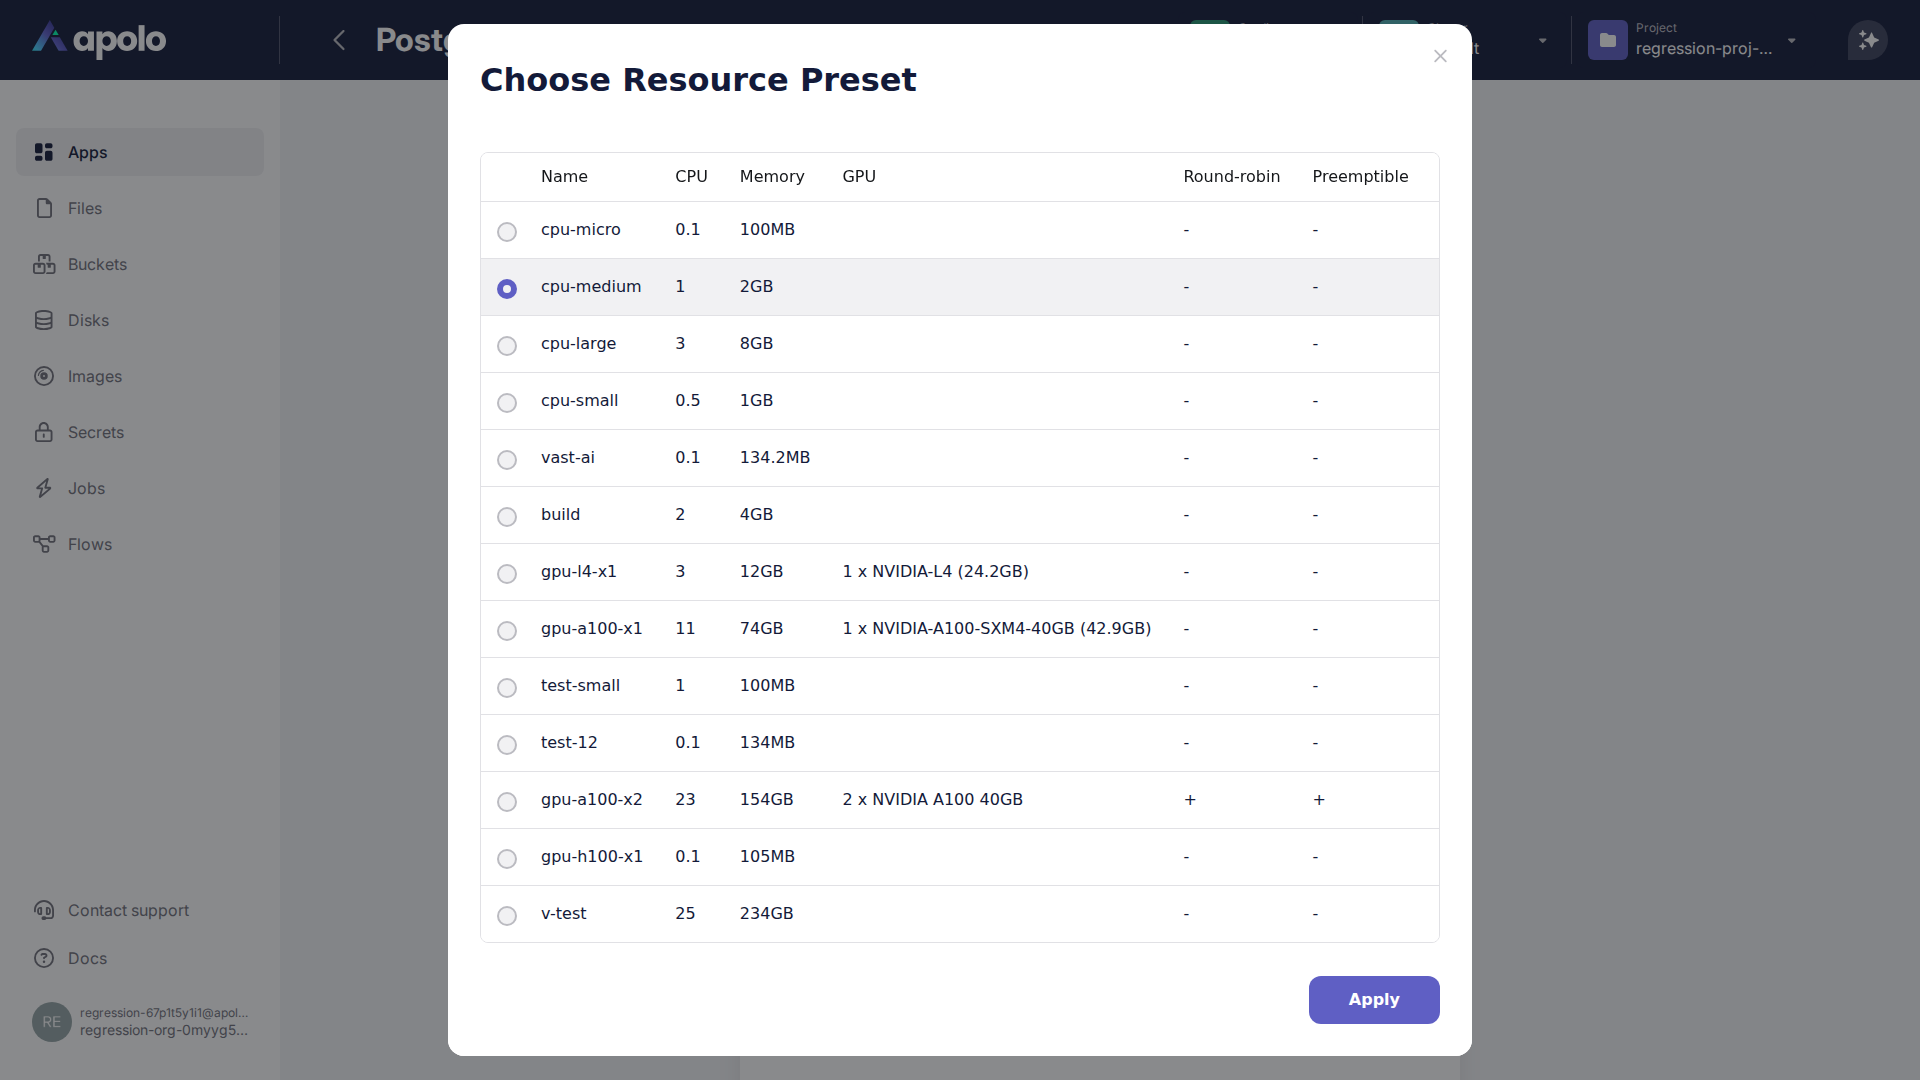 apolo
Postg
lt
Project
regression-proj-...
Choose Resource Preset
Apps
Files
Buckets
Disks
Images
Secrets
Jobs
Flows
Name CPU Memory GPU Round-robin Preemptible
cpu-micro 0.1 100MB - -
cpu-medium 1 2GB - -
cpu-large 3 8GB - -
cpu-small 0.5 1GB - -
vast-ai 0.1 134.2MB - -
build 2 4GB - -
gpu-l4-x1 3 12GB 1 x NVIDIA-L4 (24.2GB) - -
gpu-a100-x1 11 74GB 1 x NVIDIA-A100-SXM4-40GB (42.9GB) - -
test-small 1 100MB - -
test-12 0.1 134MB - -
gpu-a100-x2 23 154GB 2 x NVIDIA A100 40GB + +
gpu-h100-x1 0.1 105MB - -
v-test 25 234GB - -
Apply
Contact support
Docs
RE
regression-67p1t5y1i1@apol...
regression-org-0myyg5...